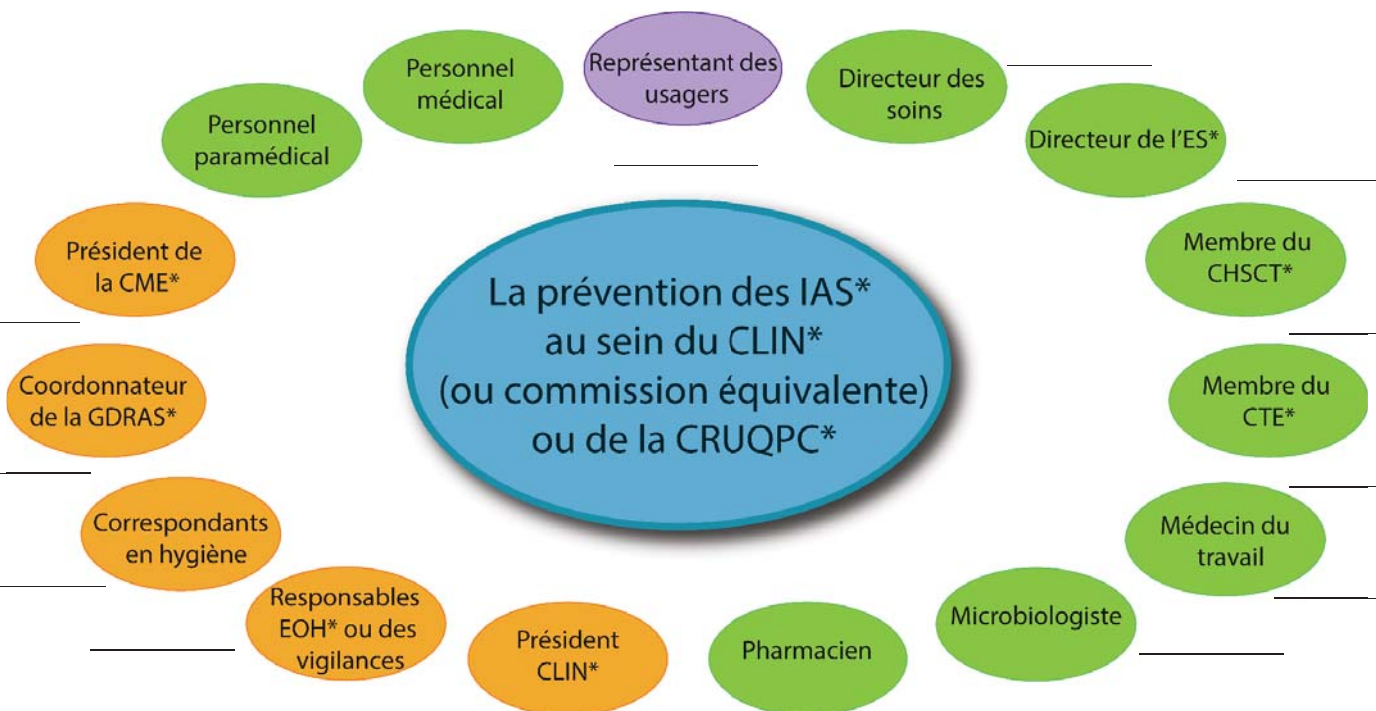 Représentant des
usagers
Directeur des
soins
Directeur de l'ES*
Membre du
CHSCT*
Membre du
CTE*
Médecin du
travail
Microbiologiste
Pharmacien
Président
CLIN*
Responsables
EOH* ou des
vigilances
Correspondants
en hygiène
Coordonnateur
de la GDRAS*
Président de
la CME*
Personnel
paramédical
Personnel
médical
La prévention des IAS*
au sein du CLIN*
(ou commission équivalente)
ou de la CRUQPC*